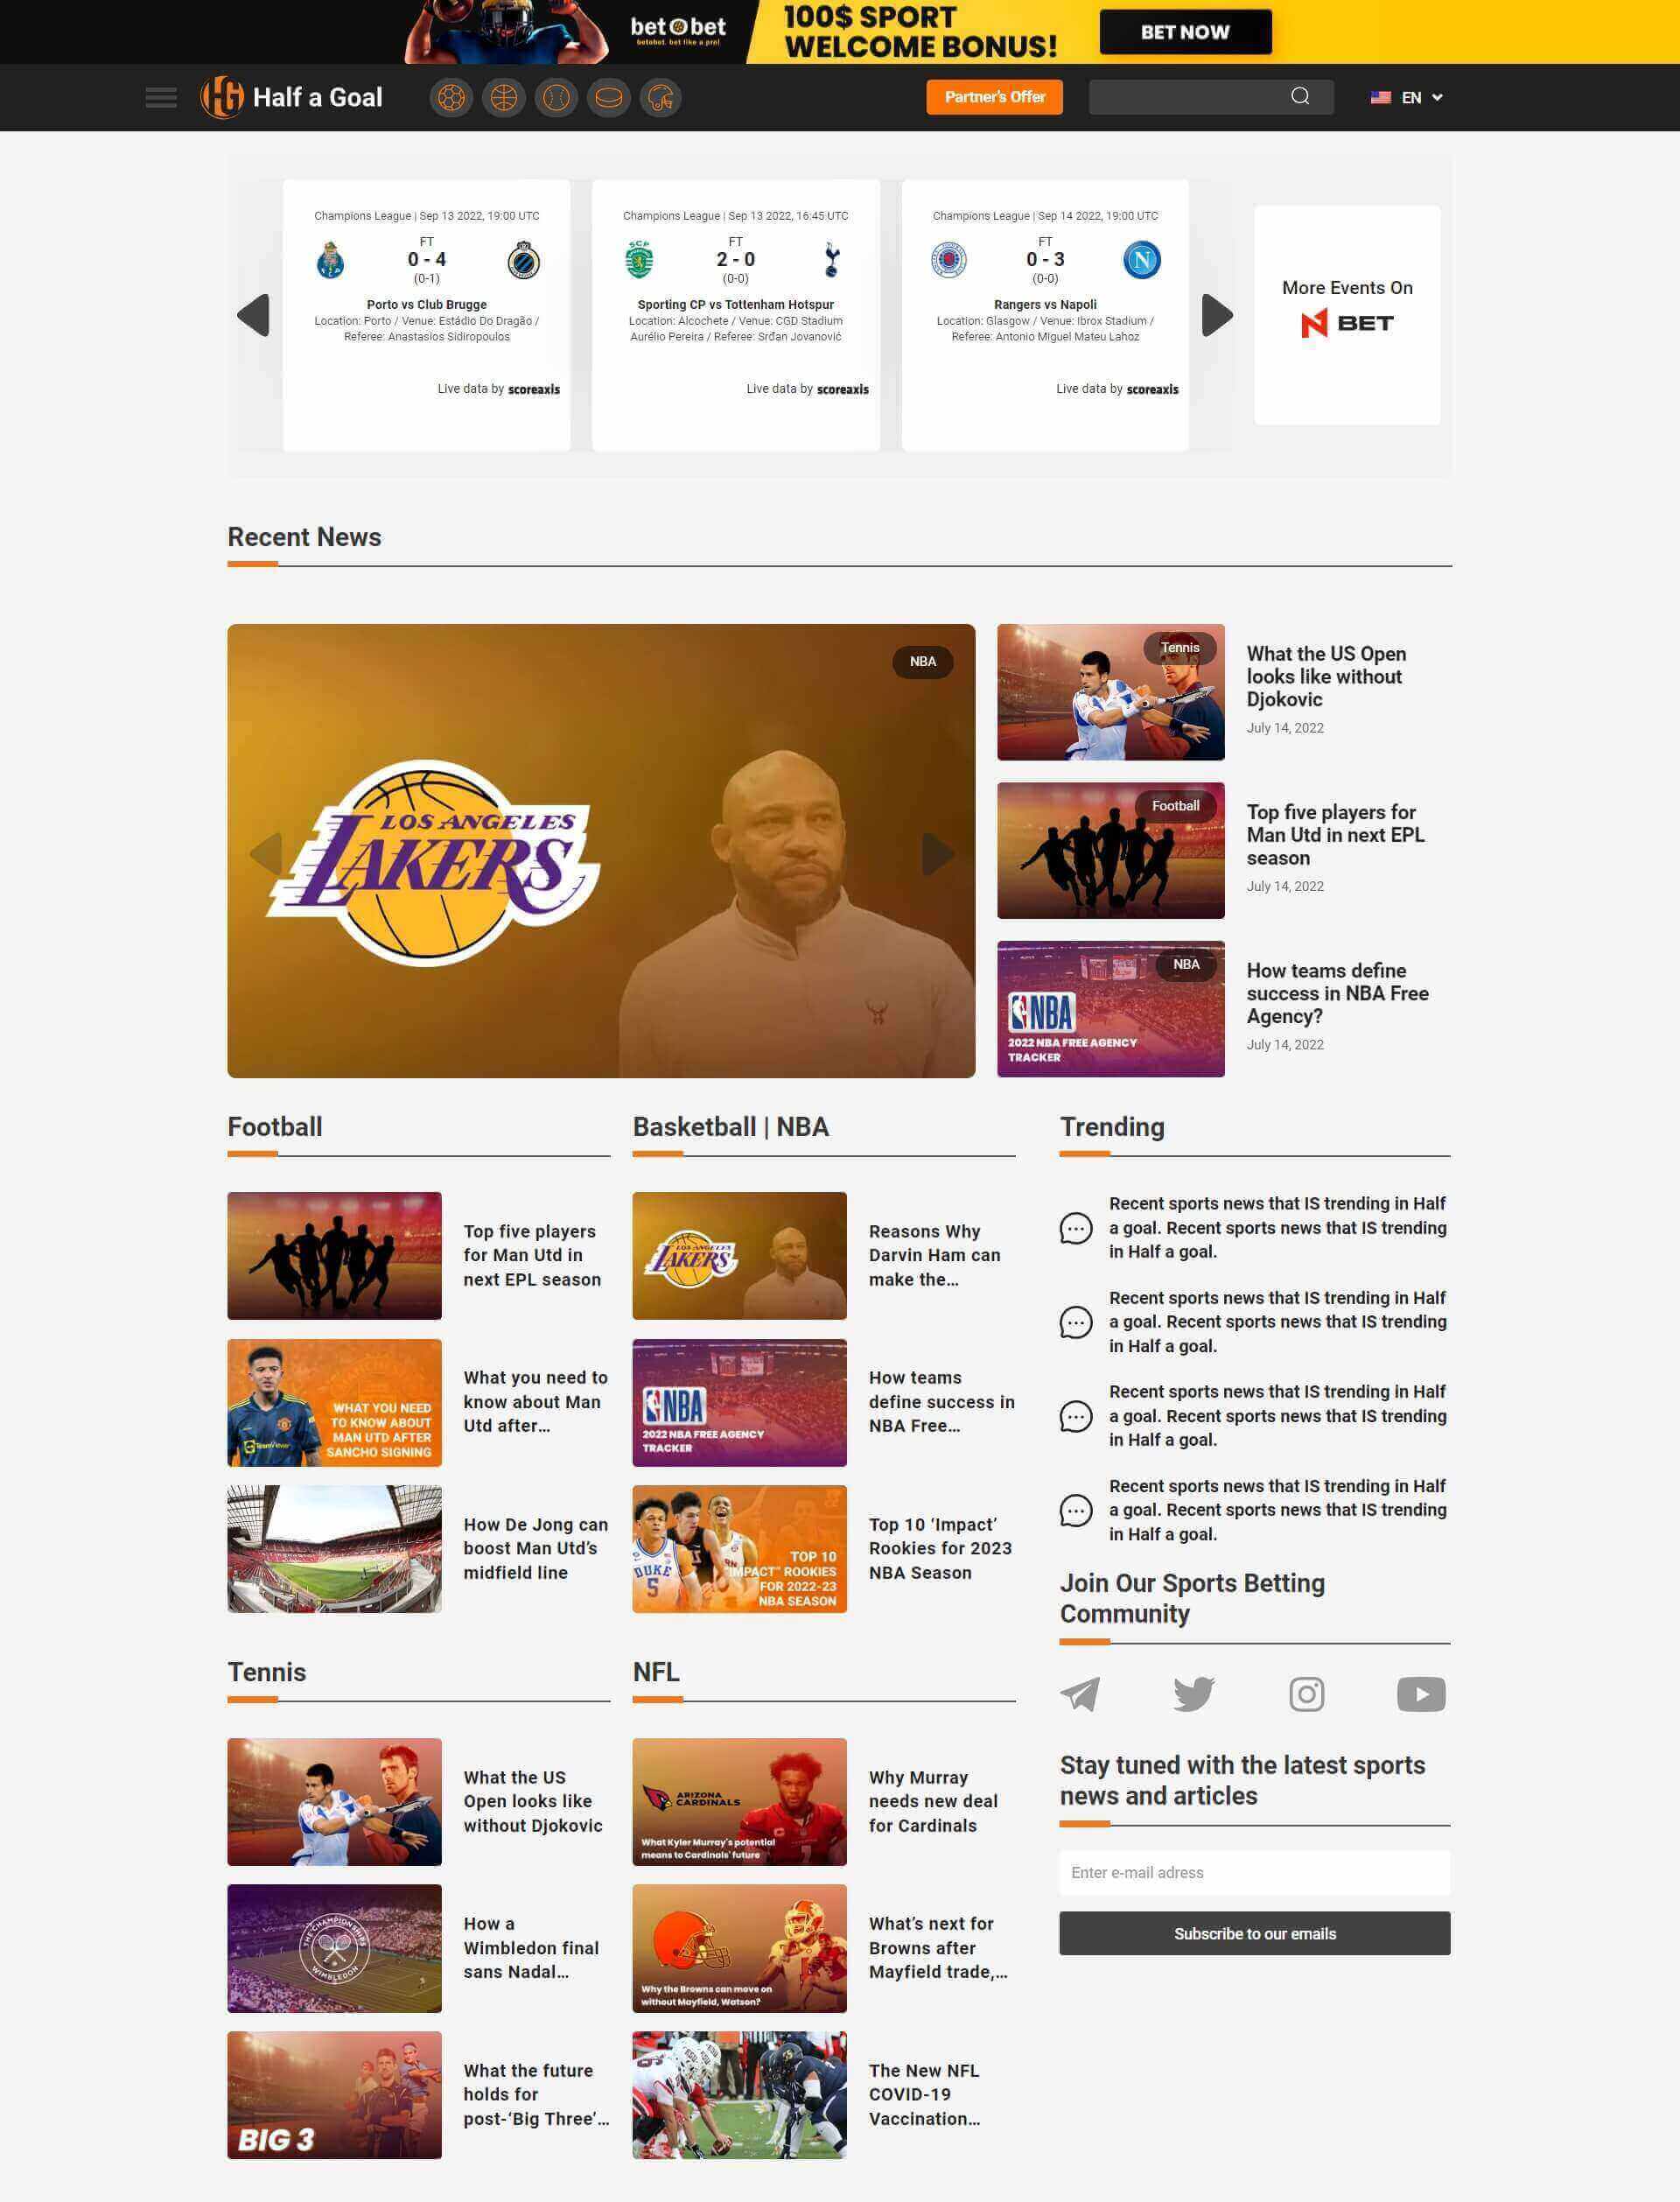 bet bet
betobet. bet like a pro!
100$ SPORT
WELCOME BONUS!
BET NOW
HG Half a Goal
Partner's Offer
EN
Champions League | Sep 13 2022, 19:00 UTC
FT
0 - 4
(0-1)
Porto vs Club Brugge
Location: Porto / Venue: Estádio Do Dragão /
Referee: Anastasios Sidiropoulos
Live data by scoreaxis
Champions League | Sep 13 2022, 16:45 UTC
SCP
FT
2 - 0
(0-0)
Sporting CP vs Tottenham Hotspur
Location: Alcochete / Venue: CGD Stadium
Aurélio Pereira / Referee: Srđan Jovanović
Live data by scoreaxis
Champions League | Sep 14 2022, 19:00 UTC
FT
0 - 3
(0-0)
N
Rangers vs Napoli
Location: Glasgow / Venue: Ibrox Stadium /
Referee: Antonio Miguel Mateu Lahoz
Live data by scoreaxis
More Events On
N BET
Recent News
NBA
LOS ANGELES
LAKERS
Tennis
What the US Open
looks like without
Djokovic
July 14, 2022
Football
Top five players for
Man Utd in next EPL
season
July 14, 2022
NBA
NBA
2022 NBA FREE AGENCY
TRACKER
How teams define
success in NBA Free
Agency?
July 14, 2022
Football
Top five players
for Man Utd in
next EPL season
WHAT YOU NEED
TO KNOW ABOUT
MAN UTD AFTER
SANCHO SIGNING
TeamViewer
What you need to
know about Man
Utd after...
How De Jong can
boost Man Utd's
midfield line
Basketball | NBA
LOS ANGELES
LAKERS
Reasons Why
Darvin Ham can
make the...
NBA
2022 NBA FREE AGENCY
TRACKER
How teams
define success in
NBA Free...
DUKE
5
TOP 10
"IMPACT" ROOKIES
FOR 2022-23
NBA SEASON
Top 10 ‘Impact’
Rookies for 2023
NBA Season
Trending
Recent sports news that IS trending in Half
a goal. Recent sports news that IS trending
in Half a goal.
Recent sports news that IS trending in Half
a goal. Recent sports news that IS trending
in Half a goal.
Recent sports news that IS trending in Half
a goal. Recent sports news that IS trending
in Half a goal.
Recent sports news that IS trending in Half
a goal. Recent sports news that IS trending
in Half a goal.
Join Our Sports Betting
Community
Stay tuned with the latest sports
news and articles
Enter e-mail adress
Subscribe to our emails
Tennis
What the US
Open looks like
without Djokovic
THE CHAMPIONSHIPS
WIMBLEDON
How a
Wimbledon final
sans Nadal...
BIG 3
What the future
holds for
post-‘Big Three’...
NFL
ARIZONA
CARDINALS
What Kyler Murray's potential
means to Cardinals' future
Why Murray
needs new deal
for Cardinals
Why the Browns can move on
without Mayfield, Watson?
What's next for
Browns after
Mayfield trade,...
The New NFL
COVID-19
Vaccination...